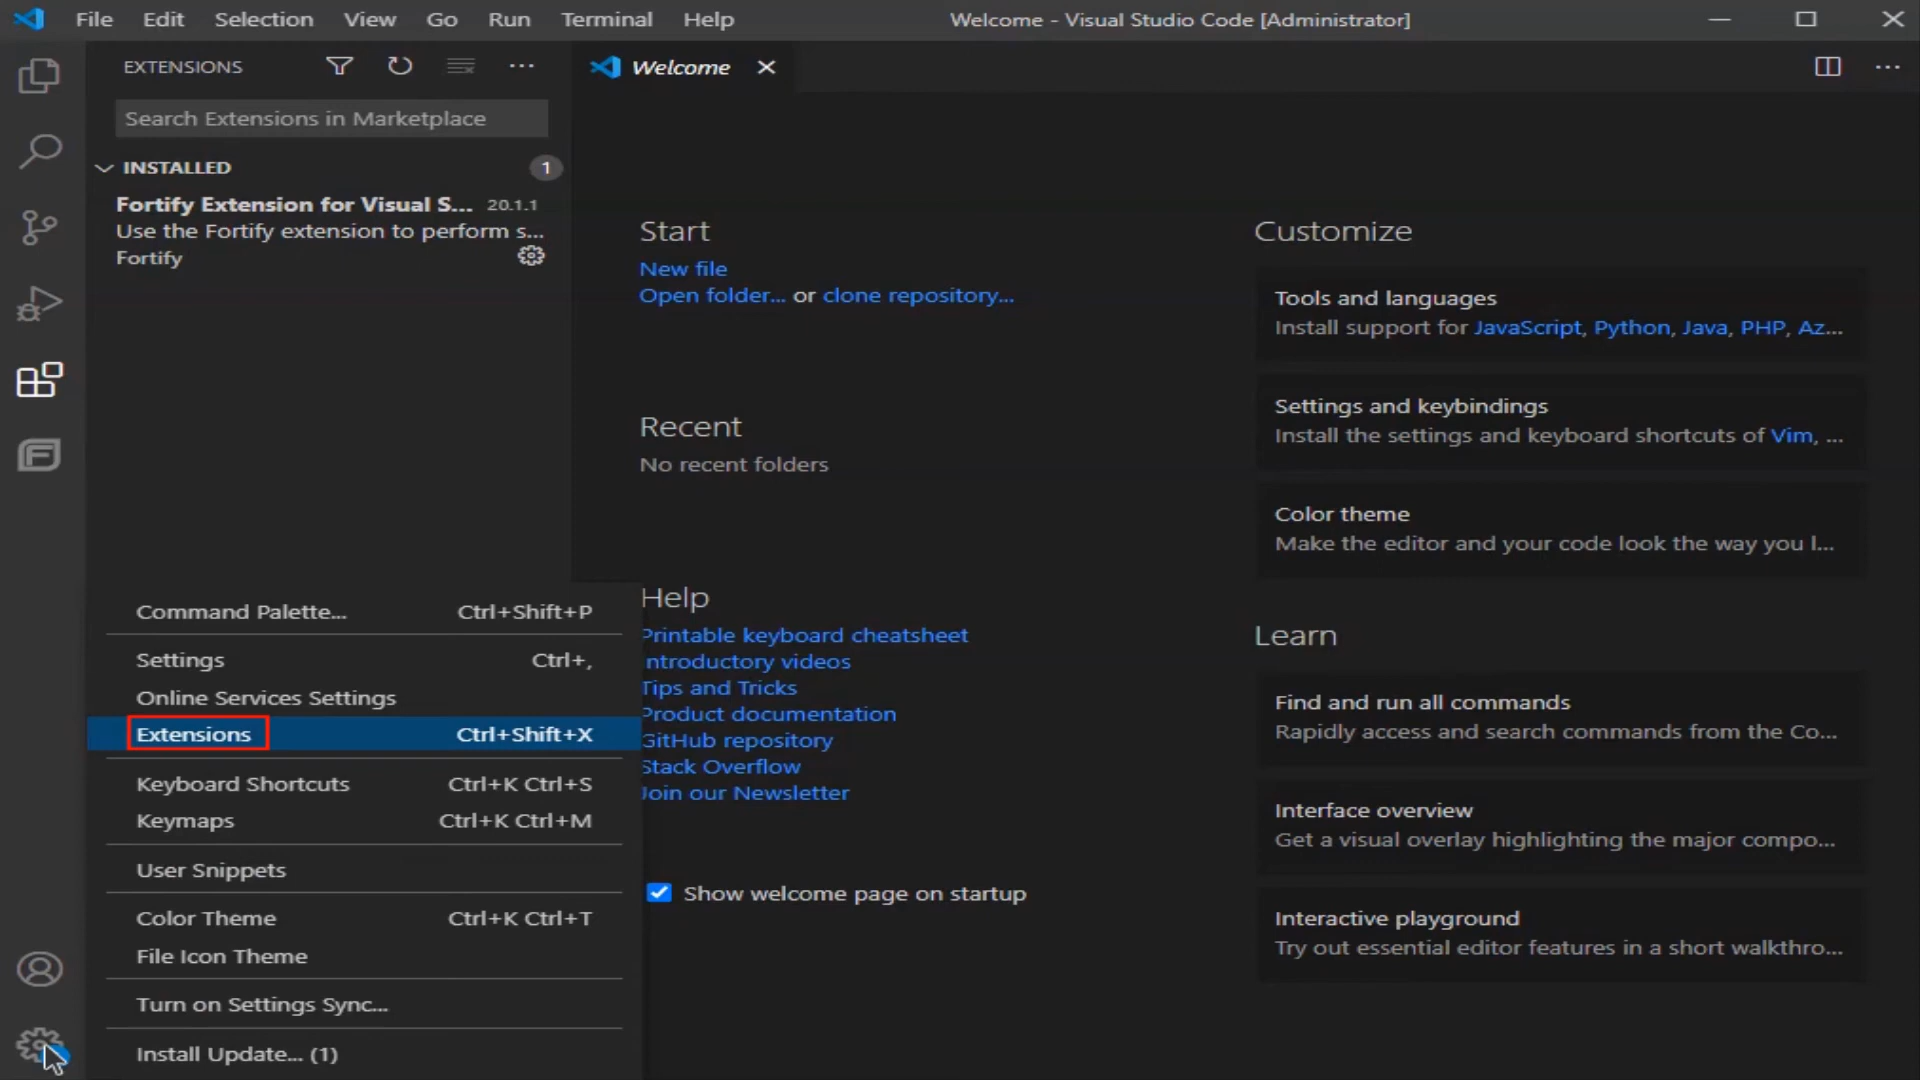 File Edit Selection View Go Run Terminal Help
Welcome - Visual Studio Code [Administrator]
EXTENSIONS
Welcome
Search Extensions in Marketplace
INSTALLED 1
Fortify Extension for Visual S... 20.1.1
Use the Fortify extension to perform s...
Fortify
Start
New file
Open folder... or clone repository...
Recent
No recent folders
Help
Printable keyboard cheatsheet
Introductory videos
Tips and Tricks
Product documentation
GitHub repository
Stack Overflow
Join our Newsletter
Show welcome page on startup
Customize
Tools and languages
Install support for JavaScript, Python, Java, PHP, Az...
Settings and keybindings
Install the settings and keyboard shortcuts of Vim, ...
Color theme
Make the editor and your code look the way you l...
Learn
Find and run all commands
Rapidly access and search commands from the Co...
Interface overview
Get a visual overlay highlighting the major compo...
Interactive playground
Try out essential editor features in a short walkthro...
Command Palette... Ctrl+Shift+P
Settings Ctrl+,
Online Services Settings
Extensions Ctrl+Shift+X
Keyboard Shortcuts Ctrl+K Ctrl+S
Keymaps Ctrl+K Ctrl+M
User Snippets
Color Theme Ctrl+K Ctrl+T
File Icon Theme
Turn on Settings Sync...
Install Update... (1)